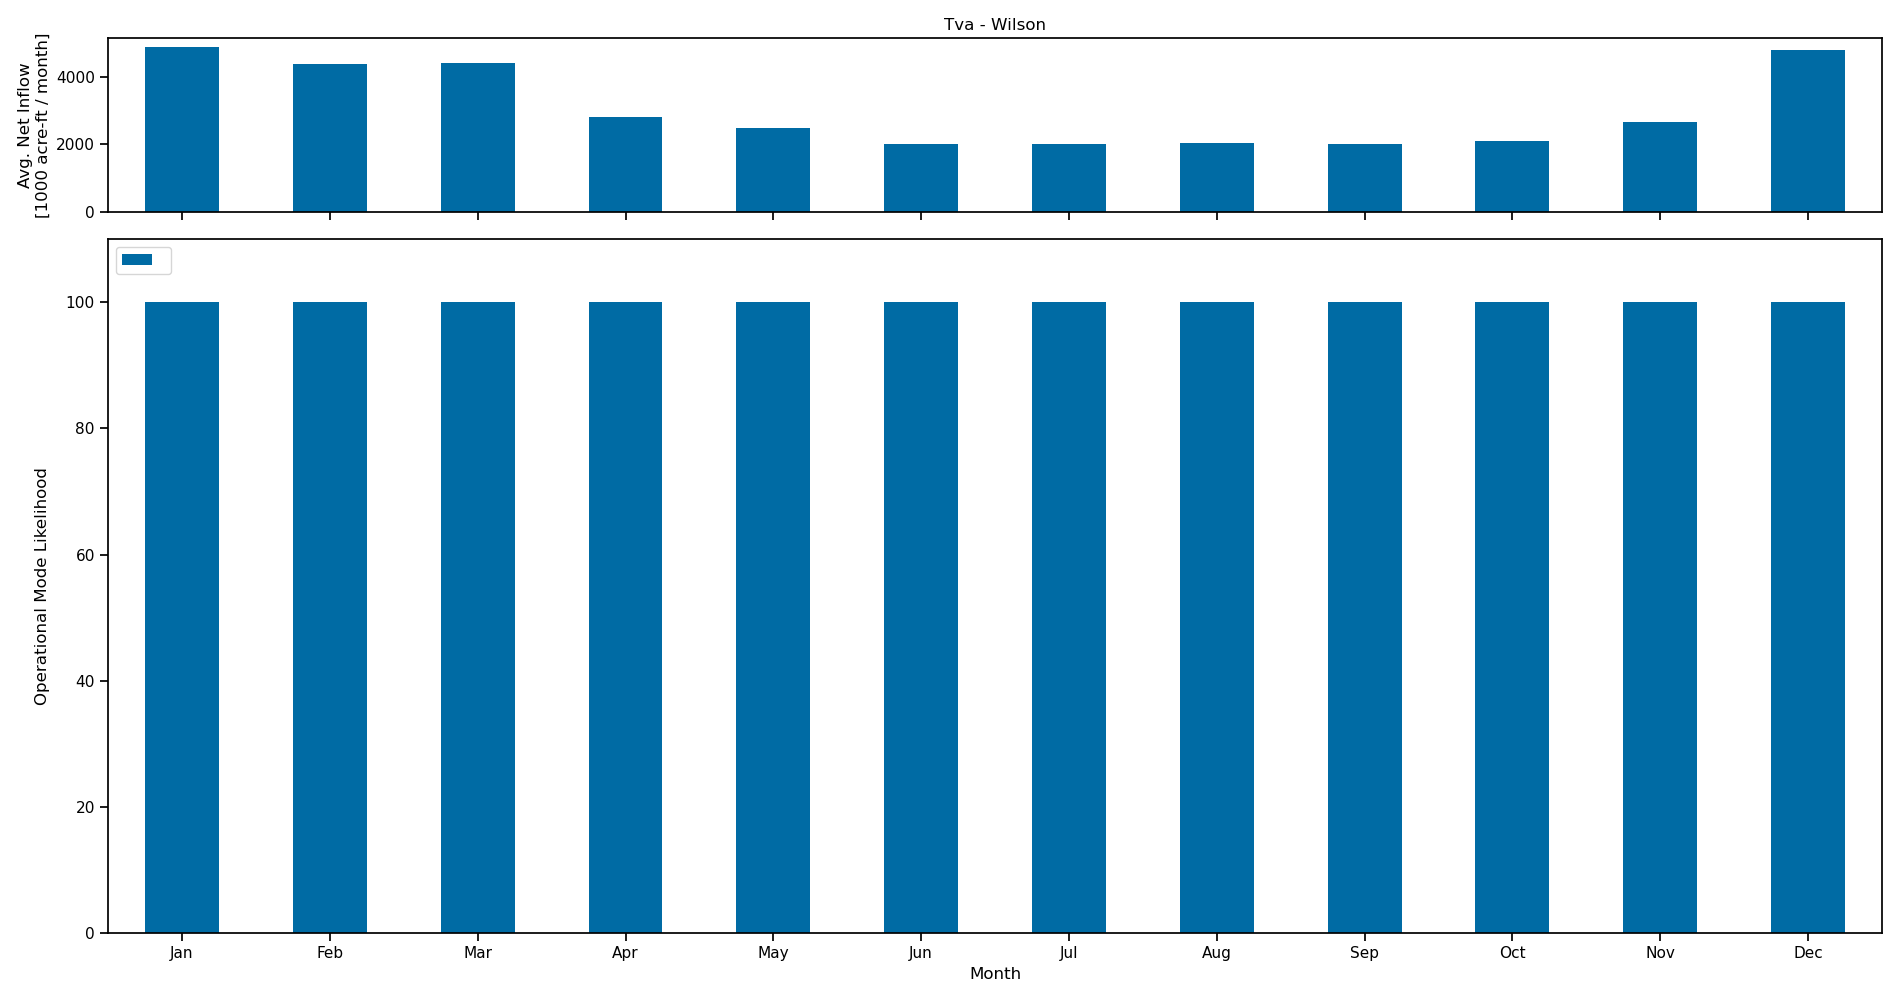 Tva - Wilson
Avg. Net Inflow
[1000 acre-ft / month]
4000
2000
0
Operational Mode Likelihood
100
80
60
40
20
0
Jan Feb Mar Apr May Jun Jul Aug Sep Oct Nov Dec
Month